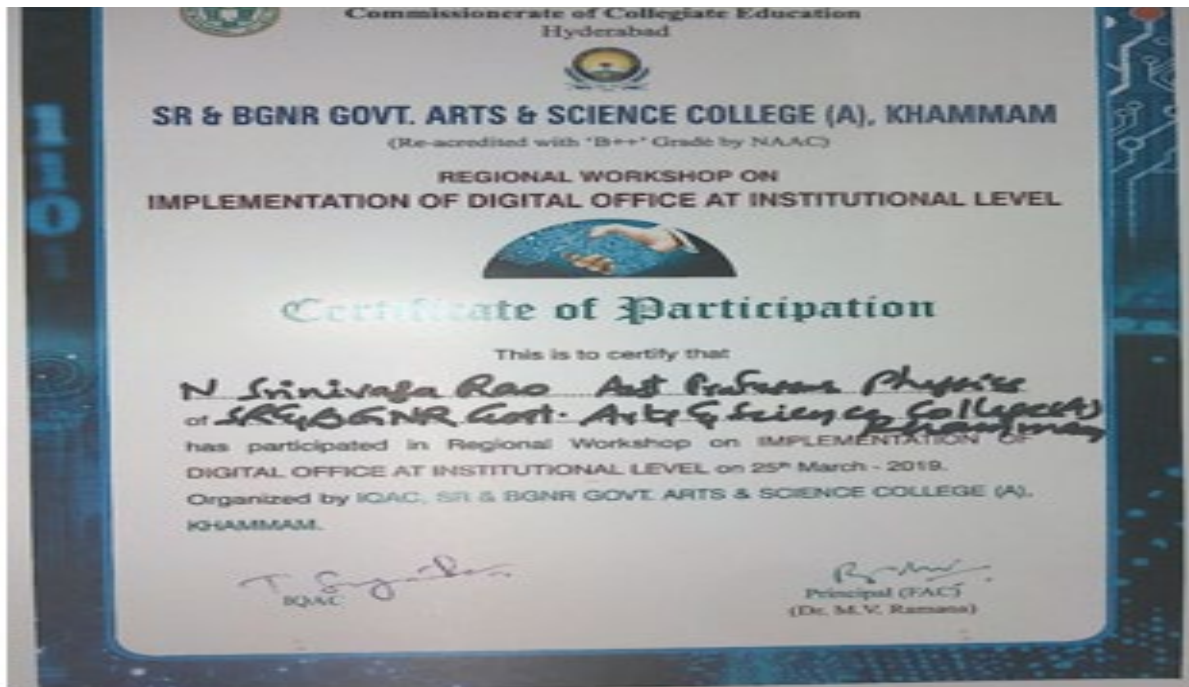 Commissionerate of Collegiate Education
Hyderabad
SR & BGNR GOVT. ARTS & SCIENCE COLLEGE (A), KHAMMAM
(Re-acredited with 'B++' Grade by NAAC)
REGIONAL WORKSHOP ON
IMPLEMENTATION OF DIGITAL OFFICE AT INSTITUTIONAL LEVEL
Certificate of Participation
This is to certify that
N Srinivasa Rao Asst Professor Physics
of SR & BGNR Govt. Arts & Science College (A)
Khammam
has participated in Regional Workshop on IMPLEMENTATION OF
DIGITAL OFFICE AT INSTITUTIONAL LEVEL on 25th March - 2019.
Organized by IQAC, SR & BGNR GOVT. ARTS & SCIENCE COLLEGE (A),
KHAMMAM.
IQAC
Principal (FAC)
(Dr. M.V. Ramana)
110